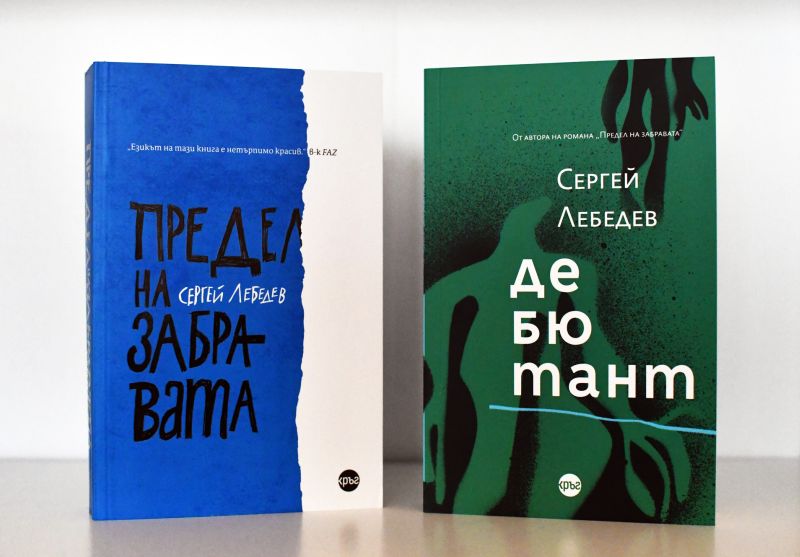 „Езикът на тази книга е нетърпимо красив.“ в-к FAZ
ПРЕДЕЛ
НА
СЕРГЕЙ ЛЕБЕДЕВ
ЗАБРА-
ВАТА
кръг
От автора на романа „Предел на забравата“
Сергей
Лебедев
де
бю
тант
кръг